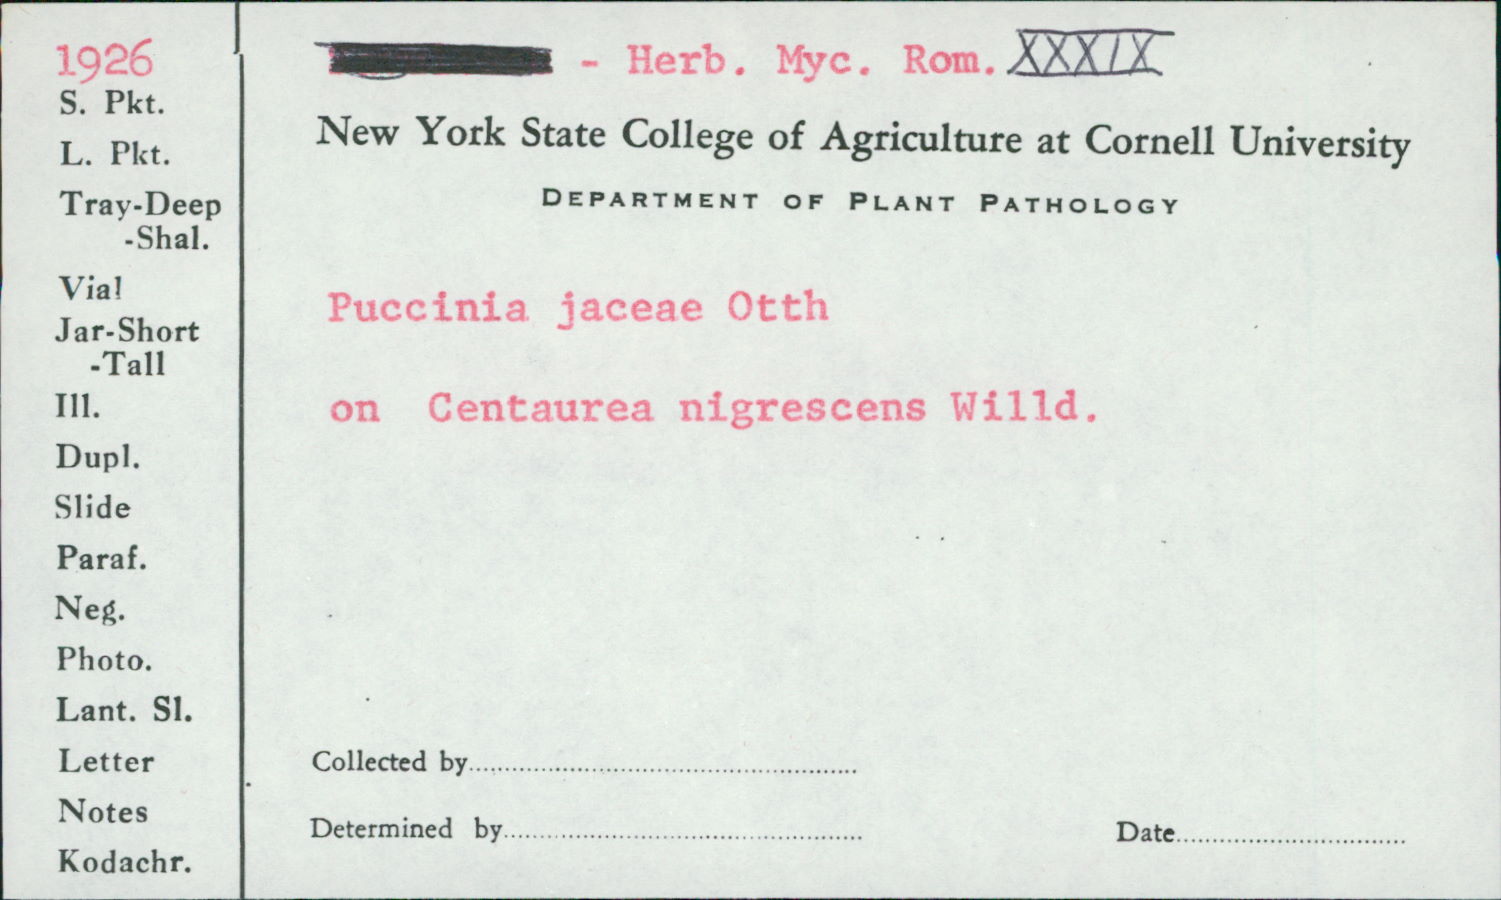 1926
- Herb. Myc. Rom. XXXIX
S. Pkt.
New York State College of Agriculture at Cornell University
L. Pkt.
DEPARTMENT OF PLANT PATHOLOGY
Tray-Deep
-Shal.
Vial
Puccinia jaceae Otth
Jar-Short
-Tall
Ill.
on Centaurea nigrescens Willd.
Dupl.
Slide
Paraf.
Neg.
Photo.
Lant. Sl.
Letter
Collected by
Notes
Determined by
Date
Kodachr.